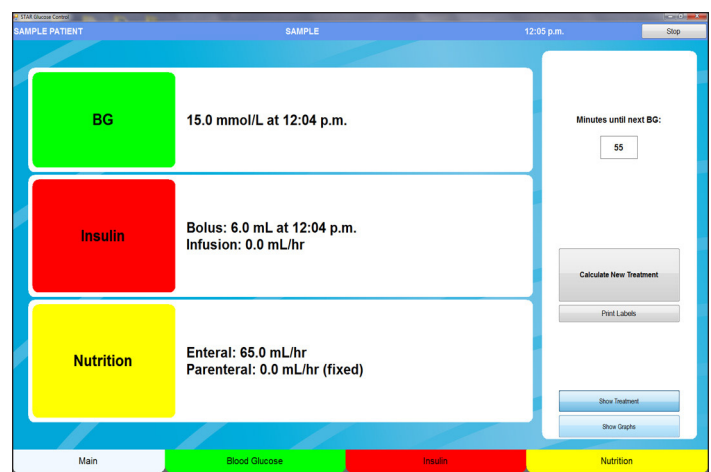 STAR Glucose Control
SAMPLE PATIENT SAMPLE 12:05 p.m. Stop
BG
15.0 mmol/L at 12:04 p.m.
Minutes until next BG:
55
Insulin
Bolus: 6.0 mL at 12:04 p.m.
Infusion: 0.0 mL/hr
Calculate New Treatment
Print Labels
Nutrition
Enteral: 65.0 mL/hr
Parenteral: 0.0 mL/hr (fixed)
Show Treatment
Show Graphs
Main Blood Glucose Insulin Nutrition